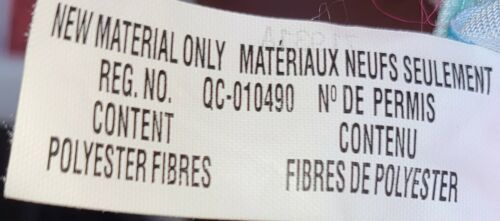 NEW MATERIAL ONLY MATÉRIAUX NEUFS SEULEMENT
REG. NO. QC-010490 Nº DE PERMIS
CONTENT CONTENU
POLYESTER FIBRES FIBRES DE POLYESTER